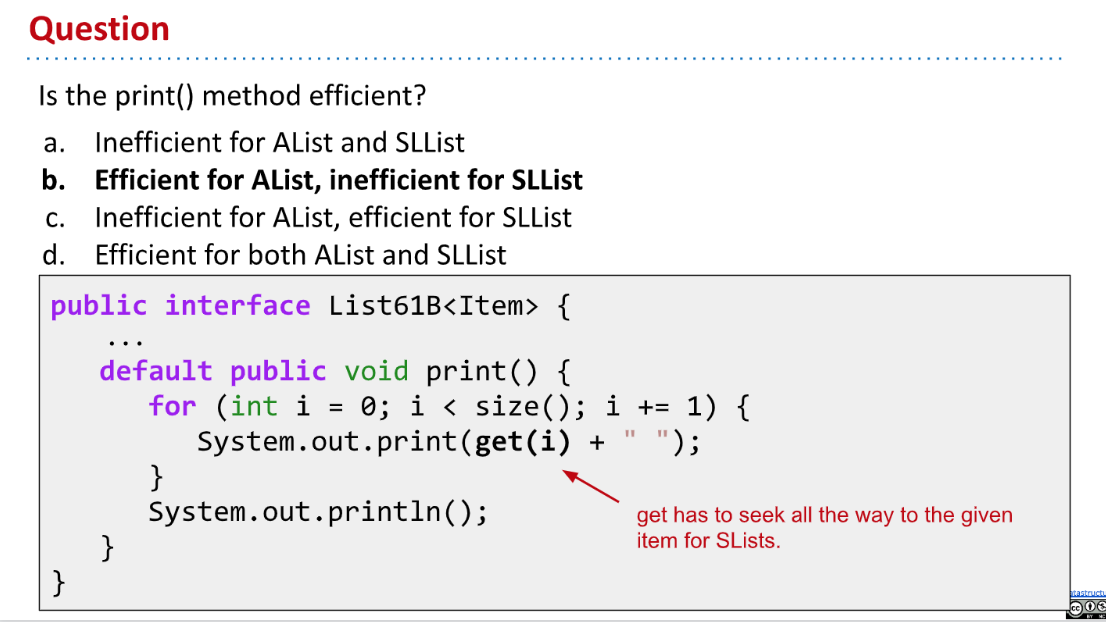 Question
Is the print() method efficient?
a. Inefficient for AList and SLList
b. Efficient for AList, inefficient for SLList
c. Inefficient for AList, efficient for SLList
d. Efficient for both AList and SLList
public interface List61B<Item> {
...
default public void print() {
for (int i = 0; i < size(); i += 1) {
System.out.print(get(i) + " ");
}
System.out.println();
}
}
get has to seek all the way to the given
item for SLists.
cc